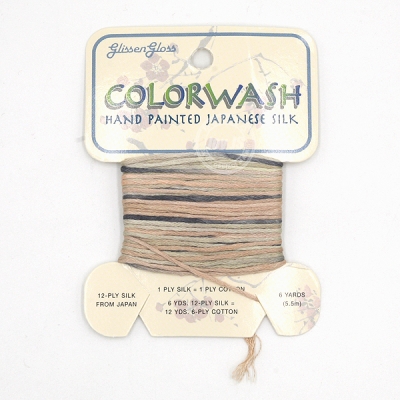 Glissen Gloss
COLORWASH
HAND PAINTED JAPANESE SILK
12-PLY SILK
FROM JAPAN
1 PLY SILK = 1 PLY COTTON
6 YDS. 12-PLY SILK =
12 YDS. 6-PLY COTTON
6 YARDS
(5.5m)